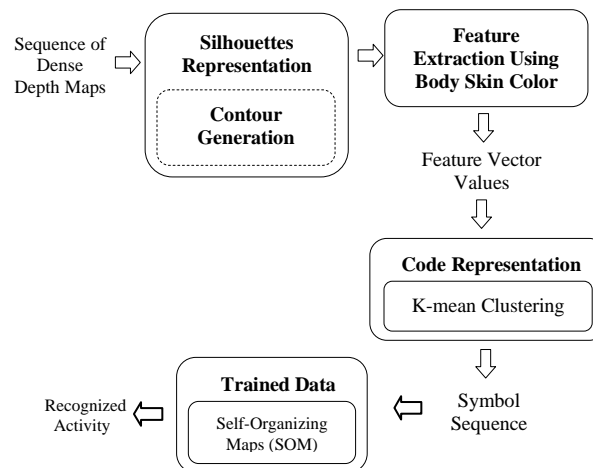 Sequence of
Dense
Depth Maps
Silhouettes
Representation
Contour
Generation
Feature
Extraction Using
Body Skin Color
Feature Vector
Values
Code Representation
K-mean Clustering
Symbol
Sequence
Trained Data
Self-Organizing
Maps (SOM)
Recognized
Activity